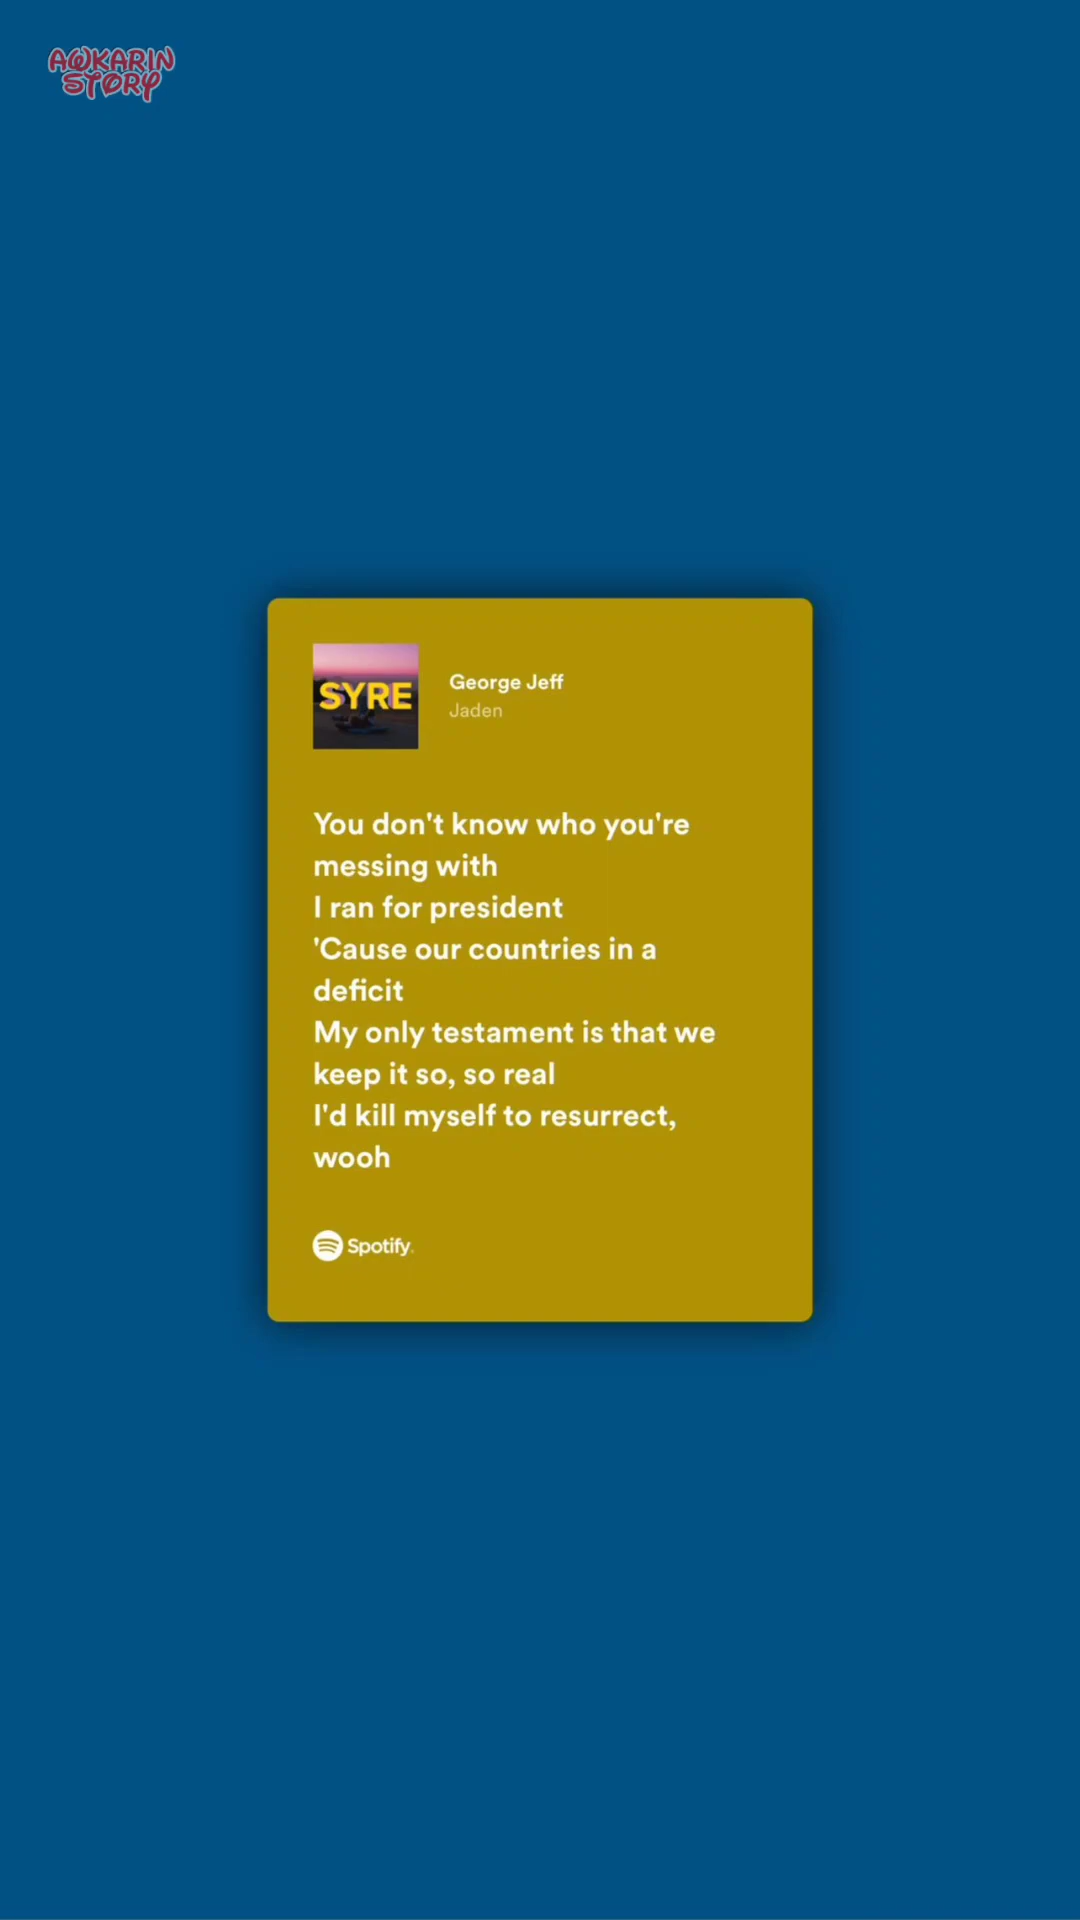 AWKARIN
STORY
SYRE
George Jeff
Jaden
You don't know who you're
messing with
I ran for president
'Cause our countries in a
deficit
My only testament is that we
keep it so, so real
I'd kill myself to resurrect,
wooh
Spotify